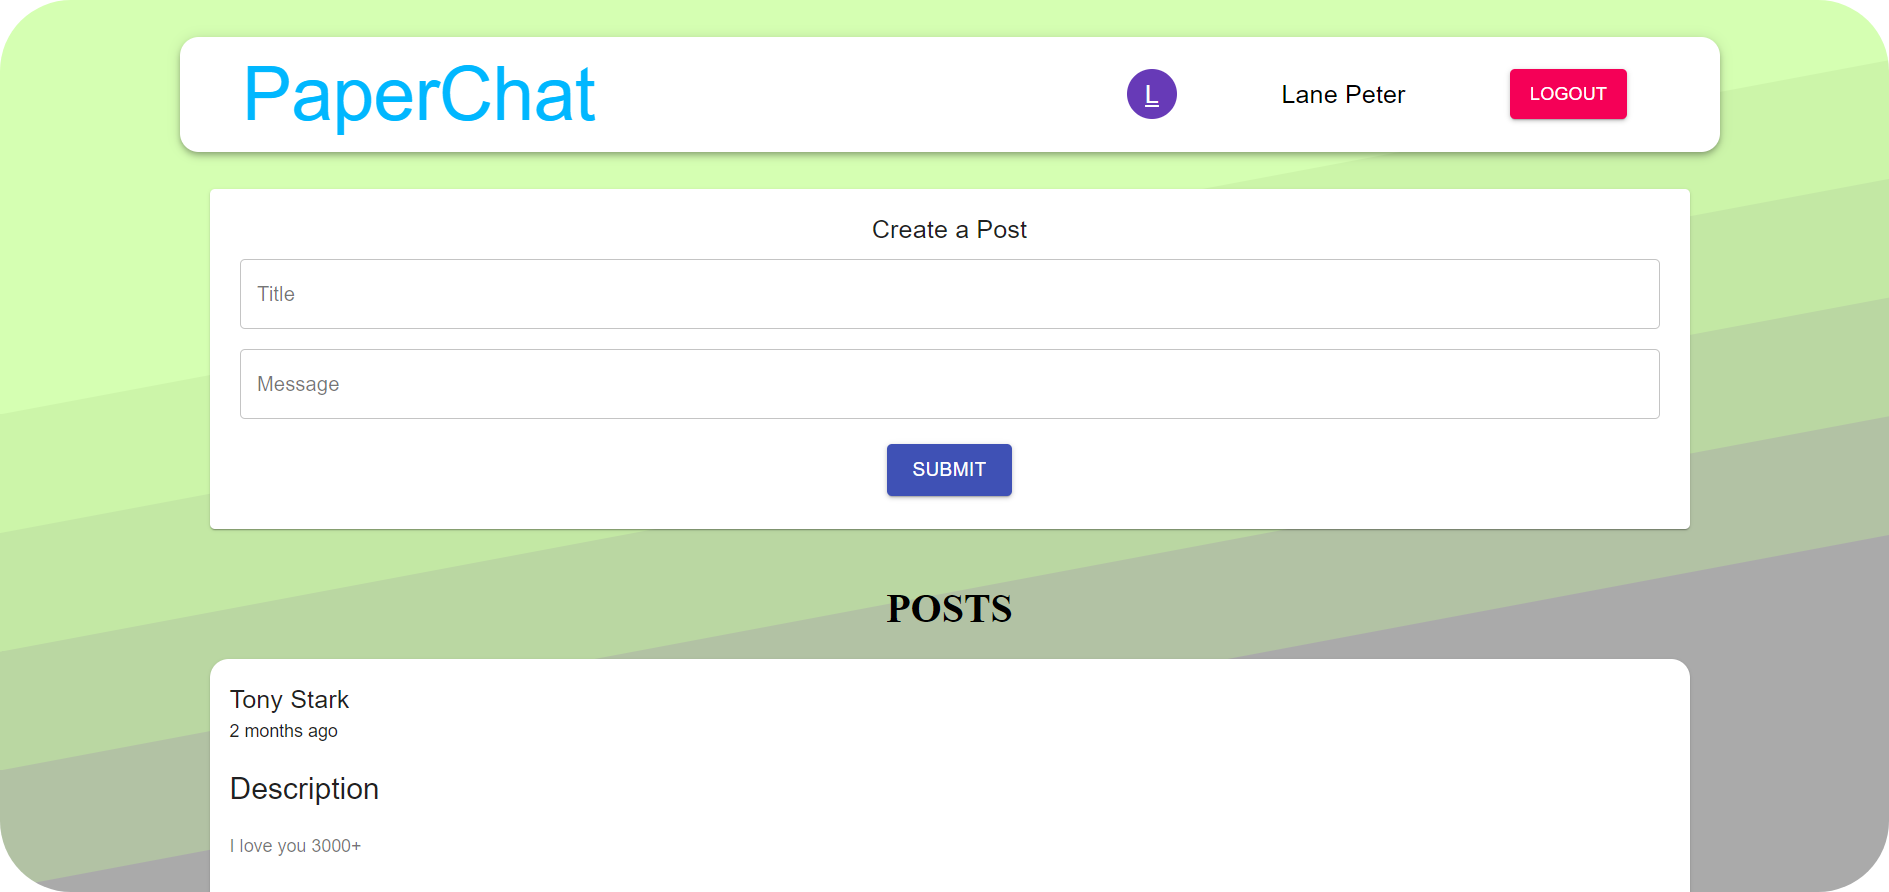 PaperChat
L
Lane Peter
LOGOUT
Create a Post
Title
Message
SUBMIT
POSTS
Tony Stark
2 months ago
Description
I love you 3000+